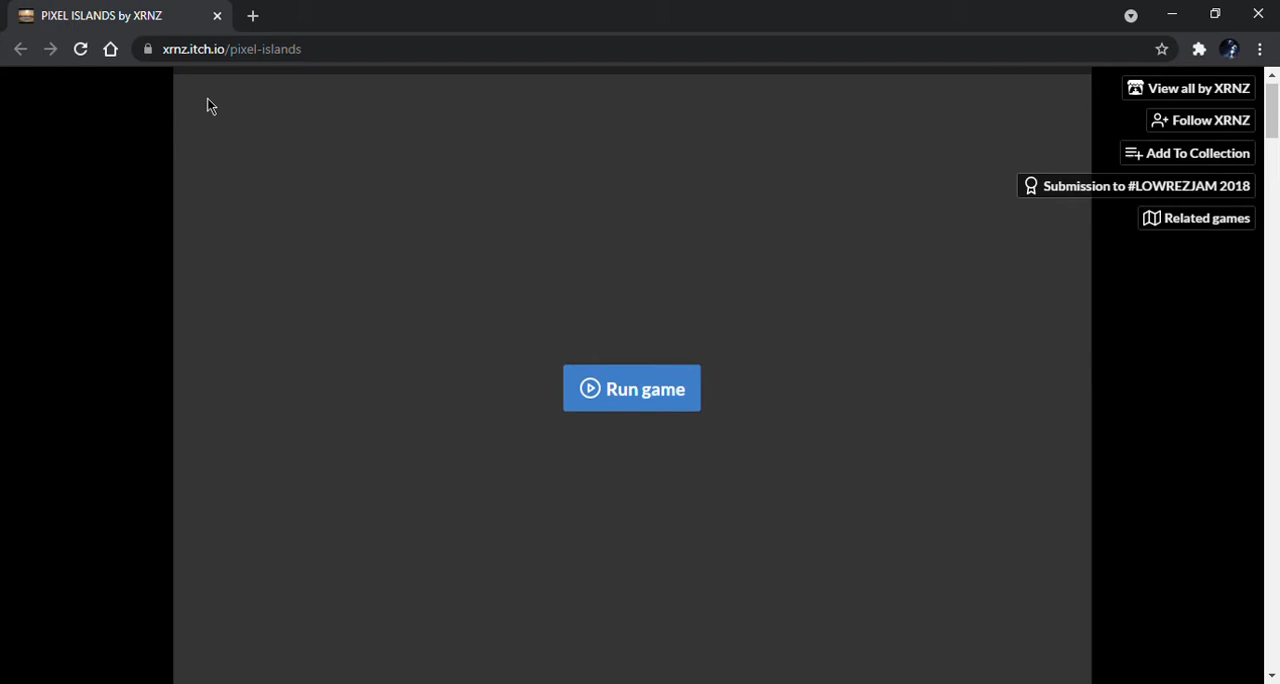 PIXEL ISLANDS by XRNZ
xrnz.itch.io/pixel-islands
View all by XRNZ
Follow XRNZ
Add To Collection
Submission to #LOWREZJAM 2018
Related games
Run game